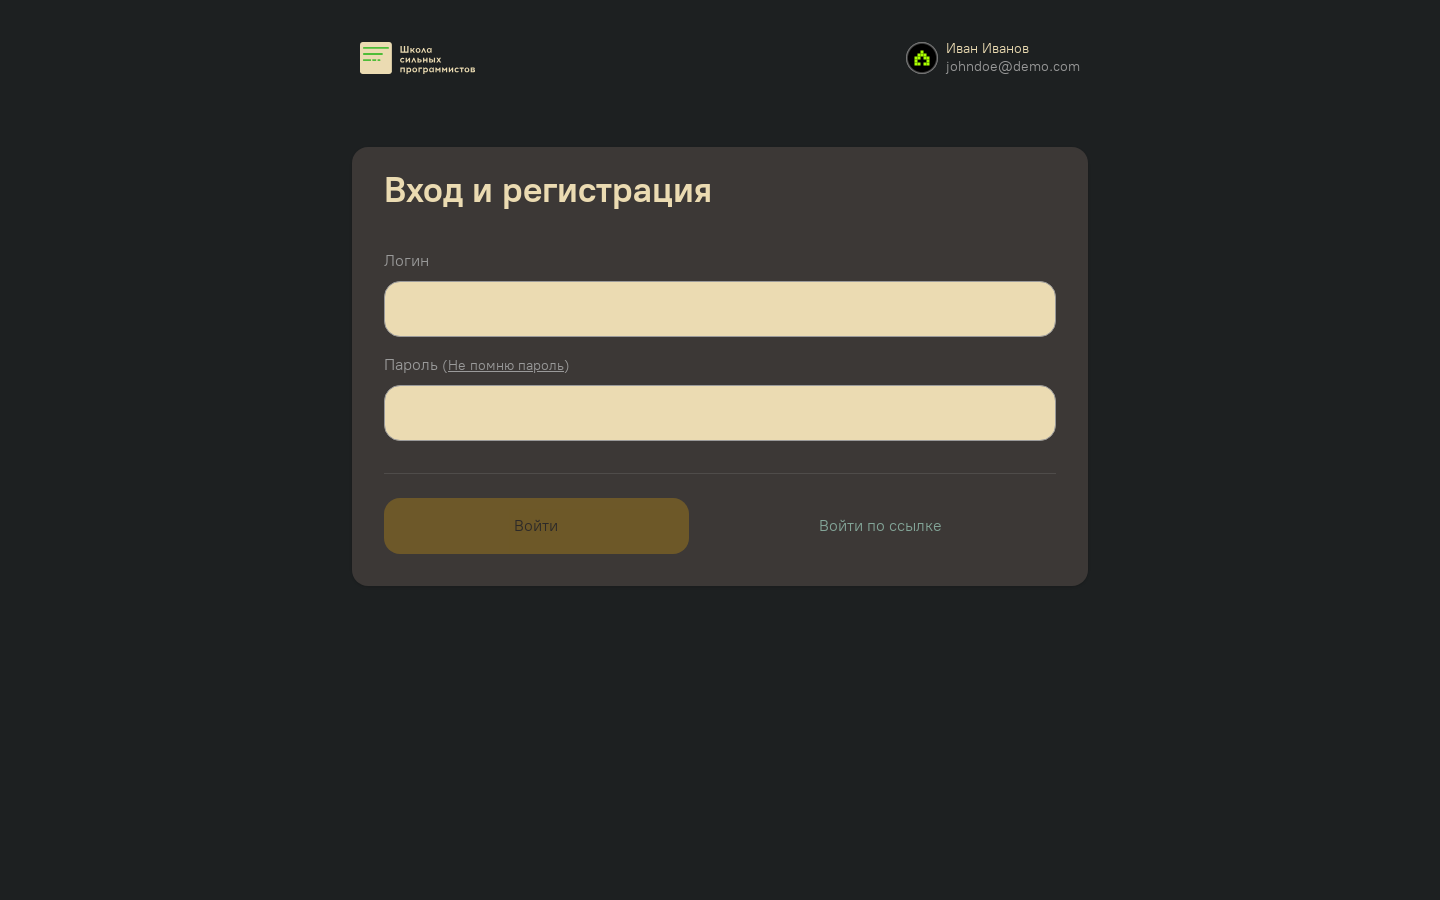 Школа
сильных
программистов
Иван Иванов
johndoe@demo.com
Вход и регистрация
Логин
Пароль (Не помню пароль)
Войти
Войти по ссылке